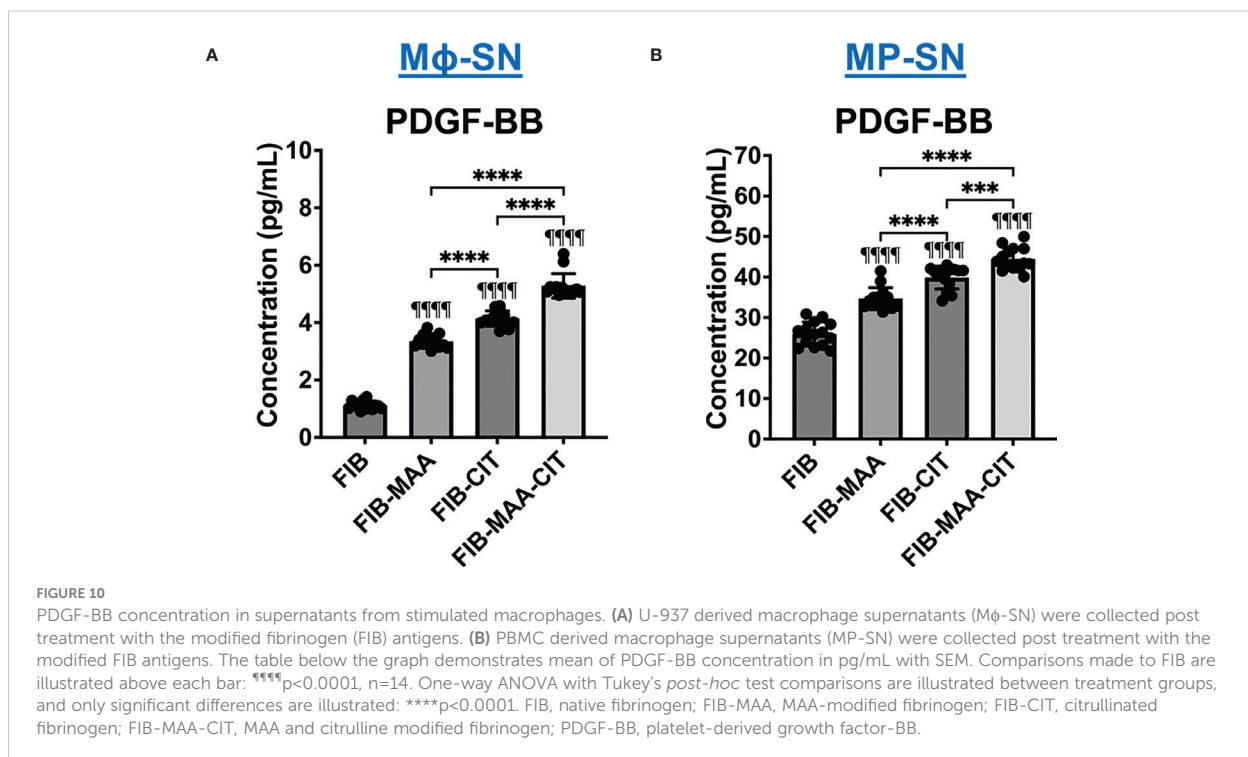 A
Mϕ-SN
PDGF-BB
Concentration (pg/mL)
10
8
6
4
2
0
****
****
****
¶¶¶¶
¶¶¶¶
¶¶¶¶
FIB
FIB-MAA
FIB-CIT
FIB-MAA-CIT
B
MP-SN
PDGF-BB
Concentration (pg/mL)
70
60
50
40
30
20
10
0
****
***
****
¶¶¶¶
¶¶¶¶
¶¶¶¶
FIB
FIB-MAA
FIB-CIT
FIB-MAA-CIT
FIGURE 10
PDGF-BB concentration in supernatants from stimulated macrophages. (A) U-937 derived macrophage supernatants (Mϕ-SN) were collected post
treatment with the modified fibrinogen (FIB) antigens. (B) PBMC derived macrophage supernatants (MP-SN) were collected post treatment with the
modified FIB antigens. The table below the graph demonstrates mean of PDGF-BB concentration in pg/mL with SEM. Comparisons made to FIB are
illustrated above each bar: ¶¶¶¶p<0.0001, n=14. One-way ANOVA with Tukey's post-hoc test comparisons are illustrated between treatment groups,
and only significant differences are illustrated: ****p<0.0001. FIB, native fibrinogen; FIB-MAA, MAA-modified fibrinogen; FIB-CIT, citrullinated
fibrinogen; FIB-MAA-CIT, MAA and citrulline modified fibrinogen; PDGF-BB, platelet-derived growth factor-BB.